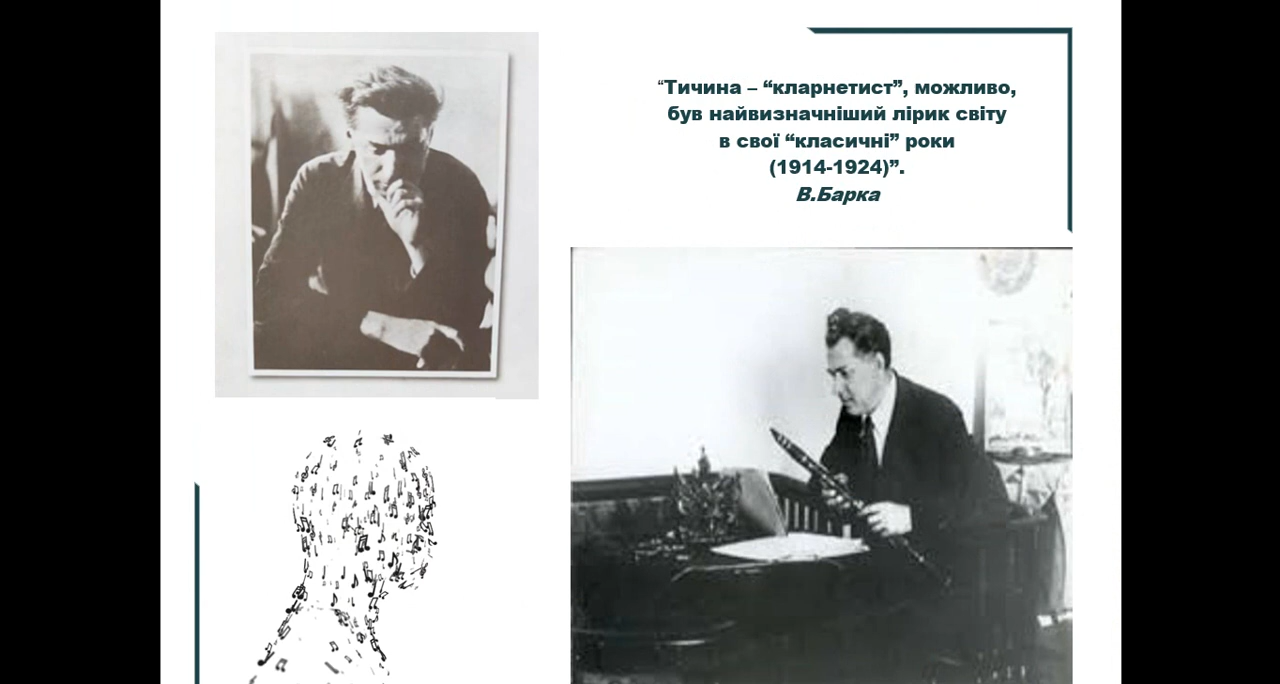 “Тичина – “кларнетист”, можливо,
був найвизначніший лірик світу
в свої “класичні” роки
(1914-1924)”.
В.Барка